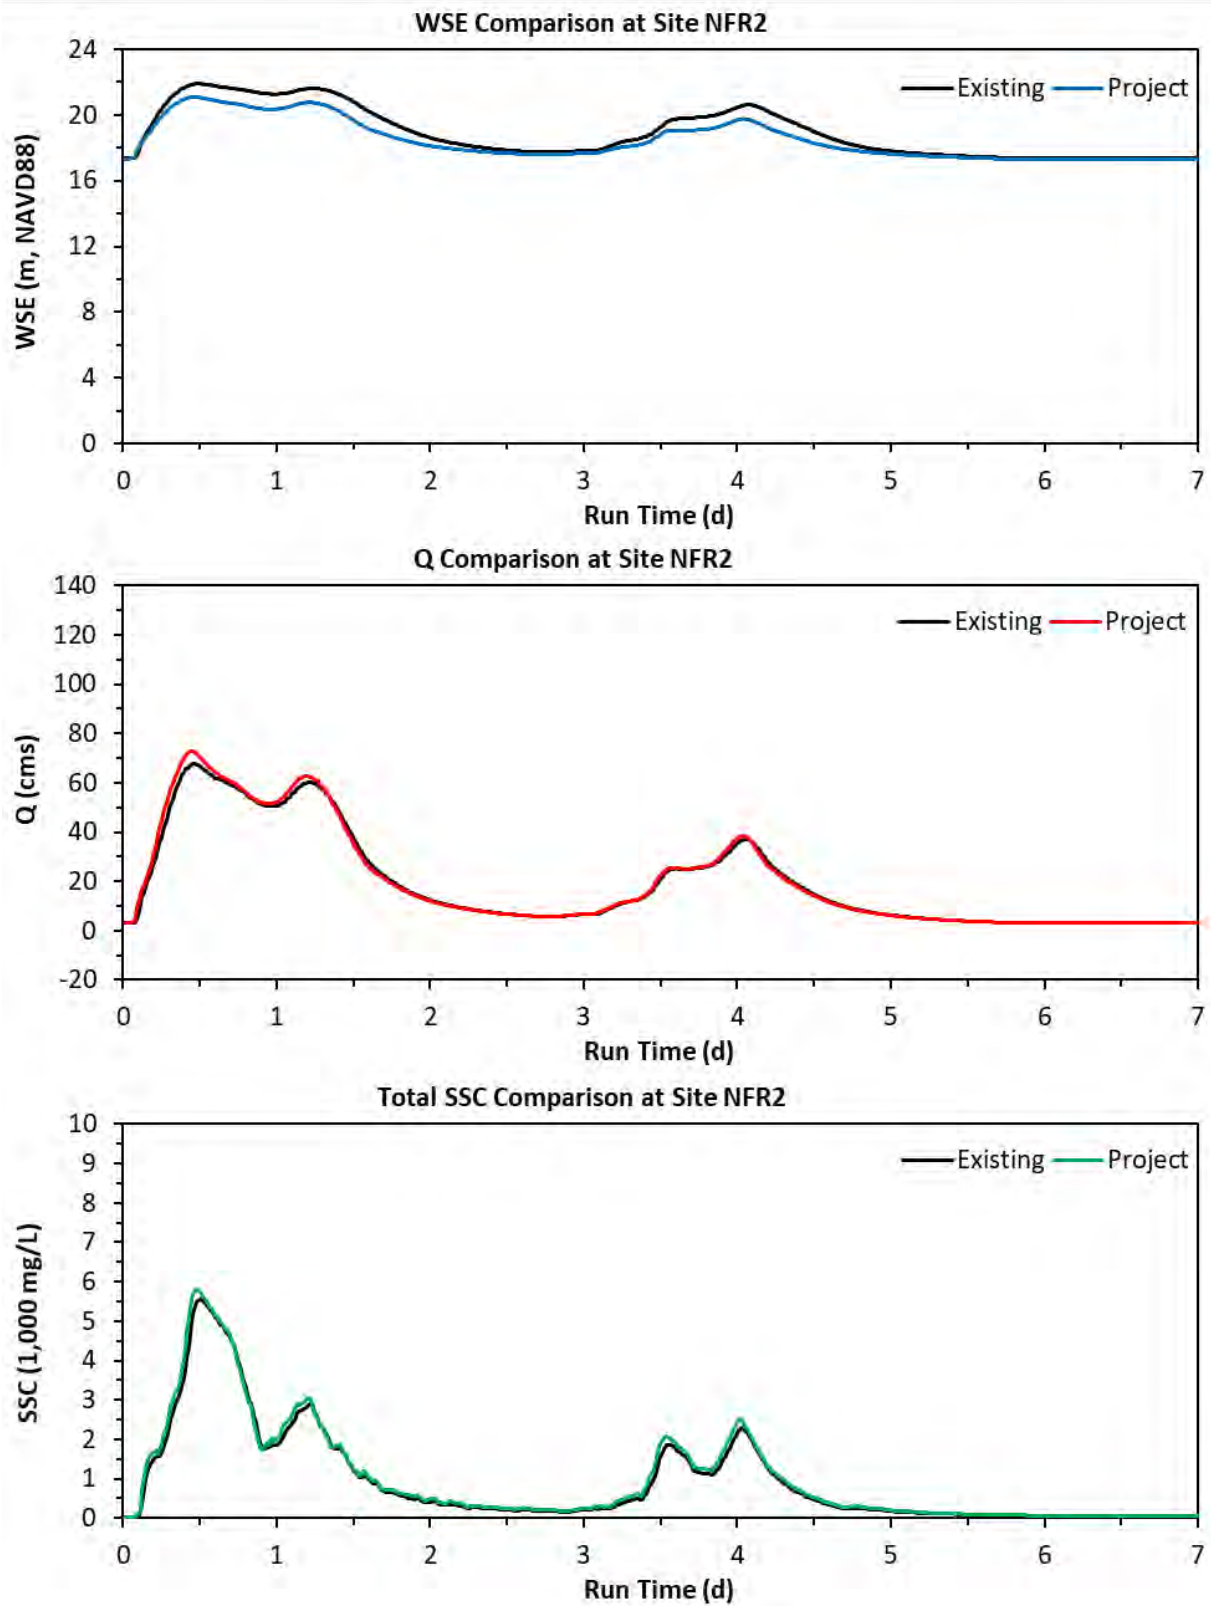 WSE Comparison at Site NFR2
24
20
16
12
8
4
0
WSE (m, NAVD88)
Existing Project
0 1 2 3 4 5 6 7
Run Time (d)
Q Comparison at Site NFR2
140
120
100
80
60
40
20
0
-20
Q (cms)
Existing Project
0 1 2 3 4 5 6 7
Run Time (d)
Total SSC Comparison at Site NFR2
10
9
8
7
6
5
4
3
2
1
0
SSC (1,000 mg/L)
Existing Project
0 1 2 3 4 5 6 7
Run Time (d)